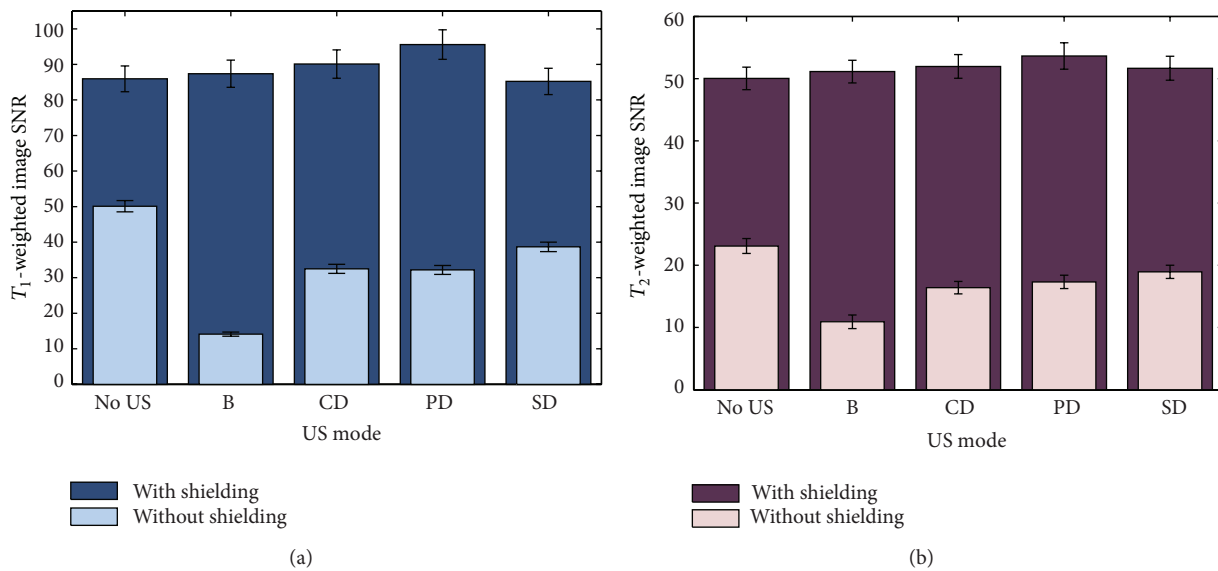 100
90
80
70
60
50
40
30
20
10
0
T1-weighted image SNR
No US B CD PD SD
US mode
With shielding
Without shielding
(a)
60
50
40
30
20
10
0
T2-weighted image SNR
No US B CD PD SD
US mode
With shielding
Without shielding
(b)